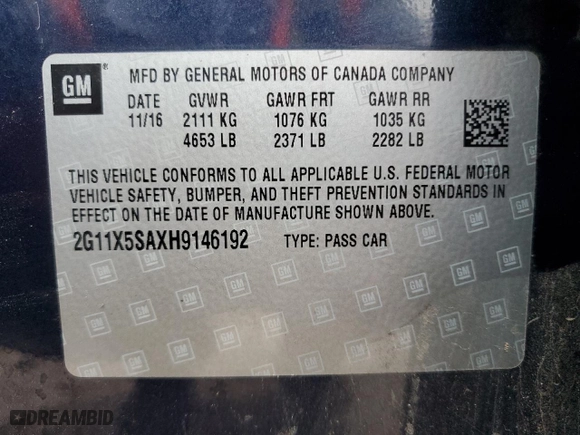 GM ® MFD BY GENERAL MOTORS OF CANADA COMPANY
DATE GVWR GAWR FRT GAWR RR
11/16 2111 KG 1076 KG 1035 KG
4653 LB 2371 LB 2282 LB
THIS VEHICLE CONFORMS TO ALL APPLICABLE U.S. FEDERAL MOTOR
VEHICLE SAFETY, BUMPER, AND THEFT PREVENTION STANDARDS IN
EFFECT ON THE DATE OF MANUFACTURE SHOWN ABOVE.
2G11X5SAXH9146192 TYPE: PASS CAR
DREAMBID